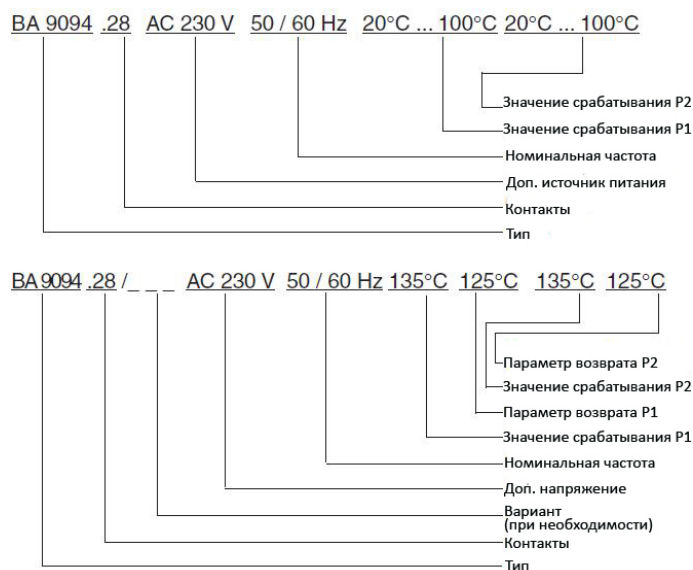 BA 9094 .28 AC 230 V 50 / 60 Hz 20°C ... 100°C 20°C ... 100°C
Значение срабатывания P2
Значение срабатывания P1
Номинальная частота
Доп. источник питания
Контакты
Тип
BA 9094 .28 /_ _ _ AC 230 V 50 / 60 Hz 135°C 125°C 135°C 125°C
Параметр возврата P2
Значение срабатывания P2
Параметр возврата P1
Значение срабатывания P1
Номинальная частота
Доп. напряжение
Вариант
(при необходимости)
Контакты
Тип